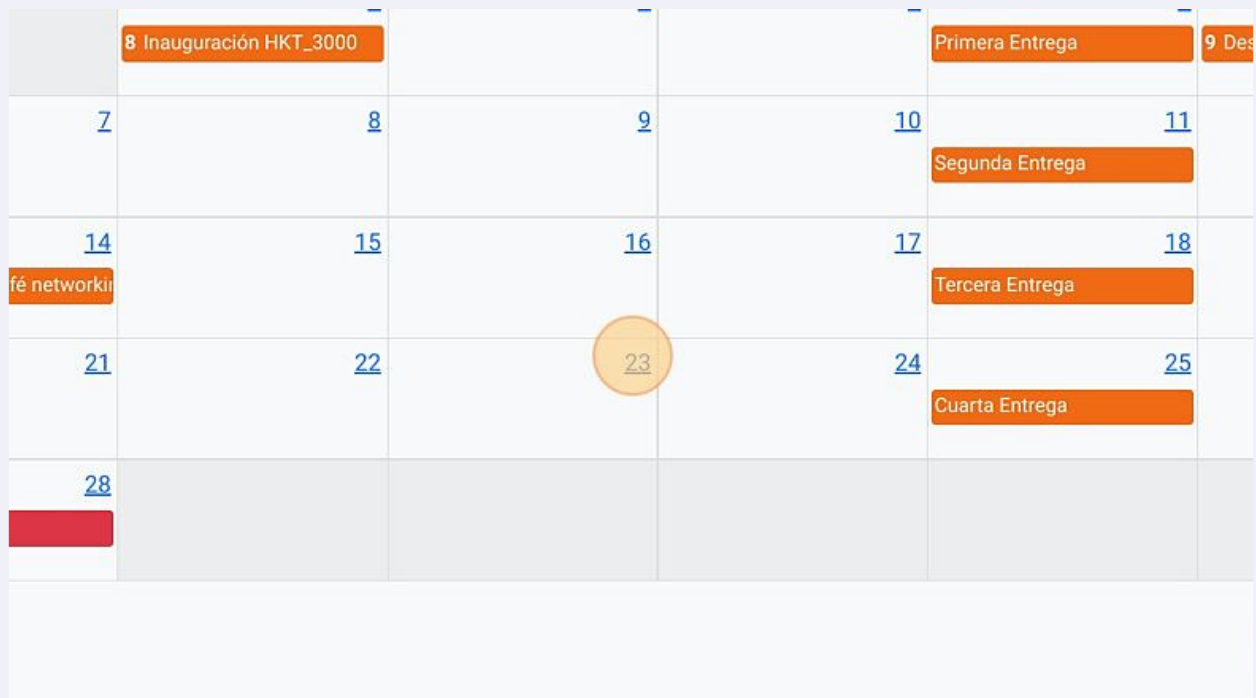 8 Inauguración HKT_3000
Primera Entrega
9 Des
7
8
9
10
11
Segunda Entrega
14
15
16
17
18
fé networkin
Tercera Entrega
21
22
23
24
25
Cuarta Entrega
28